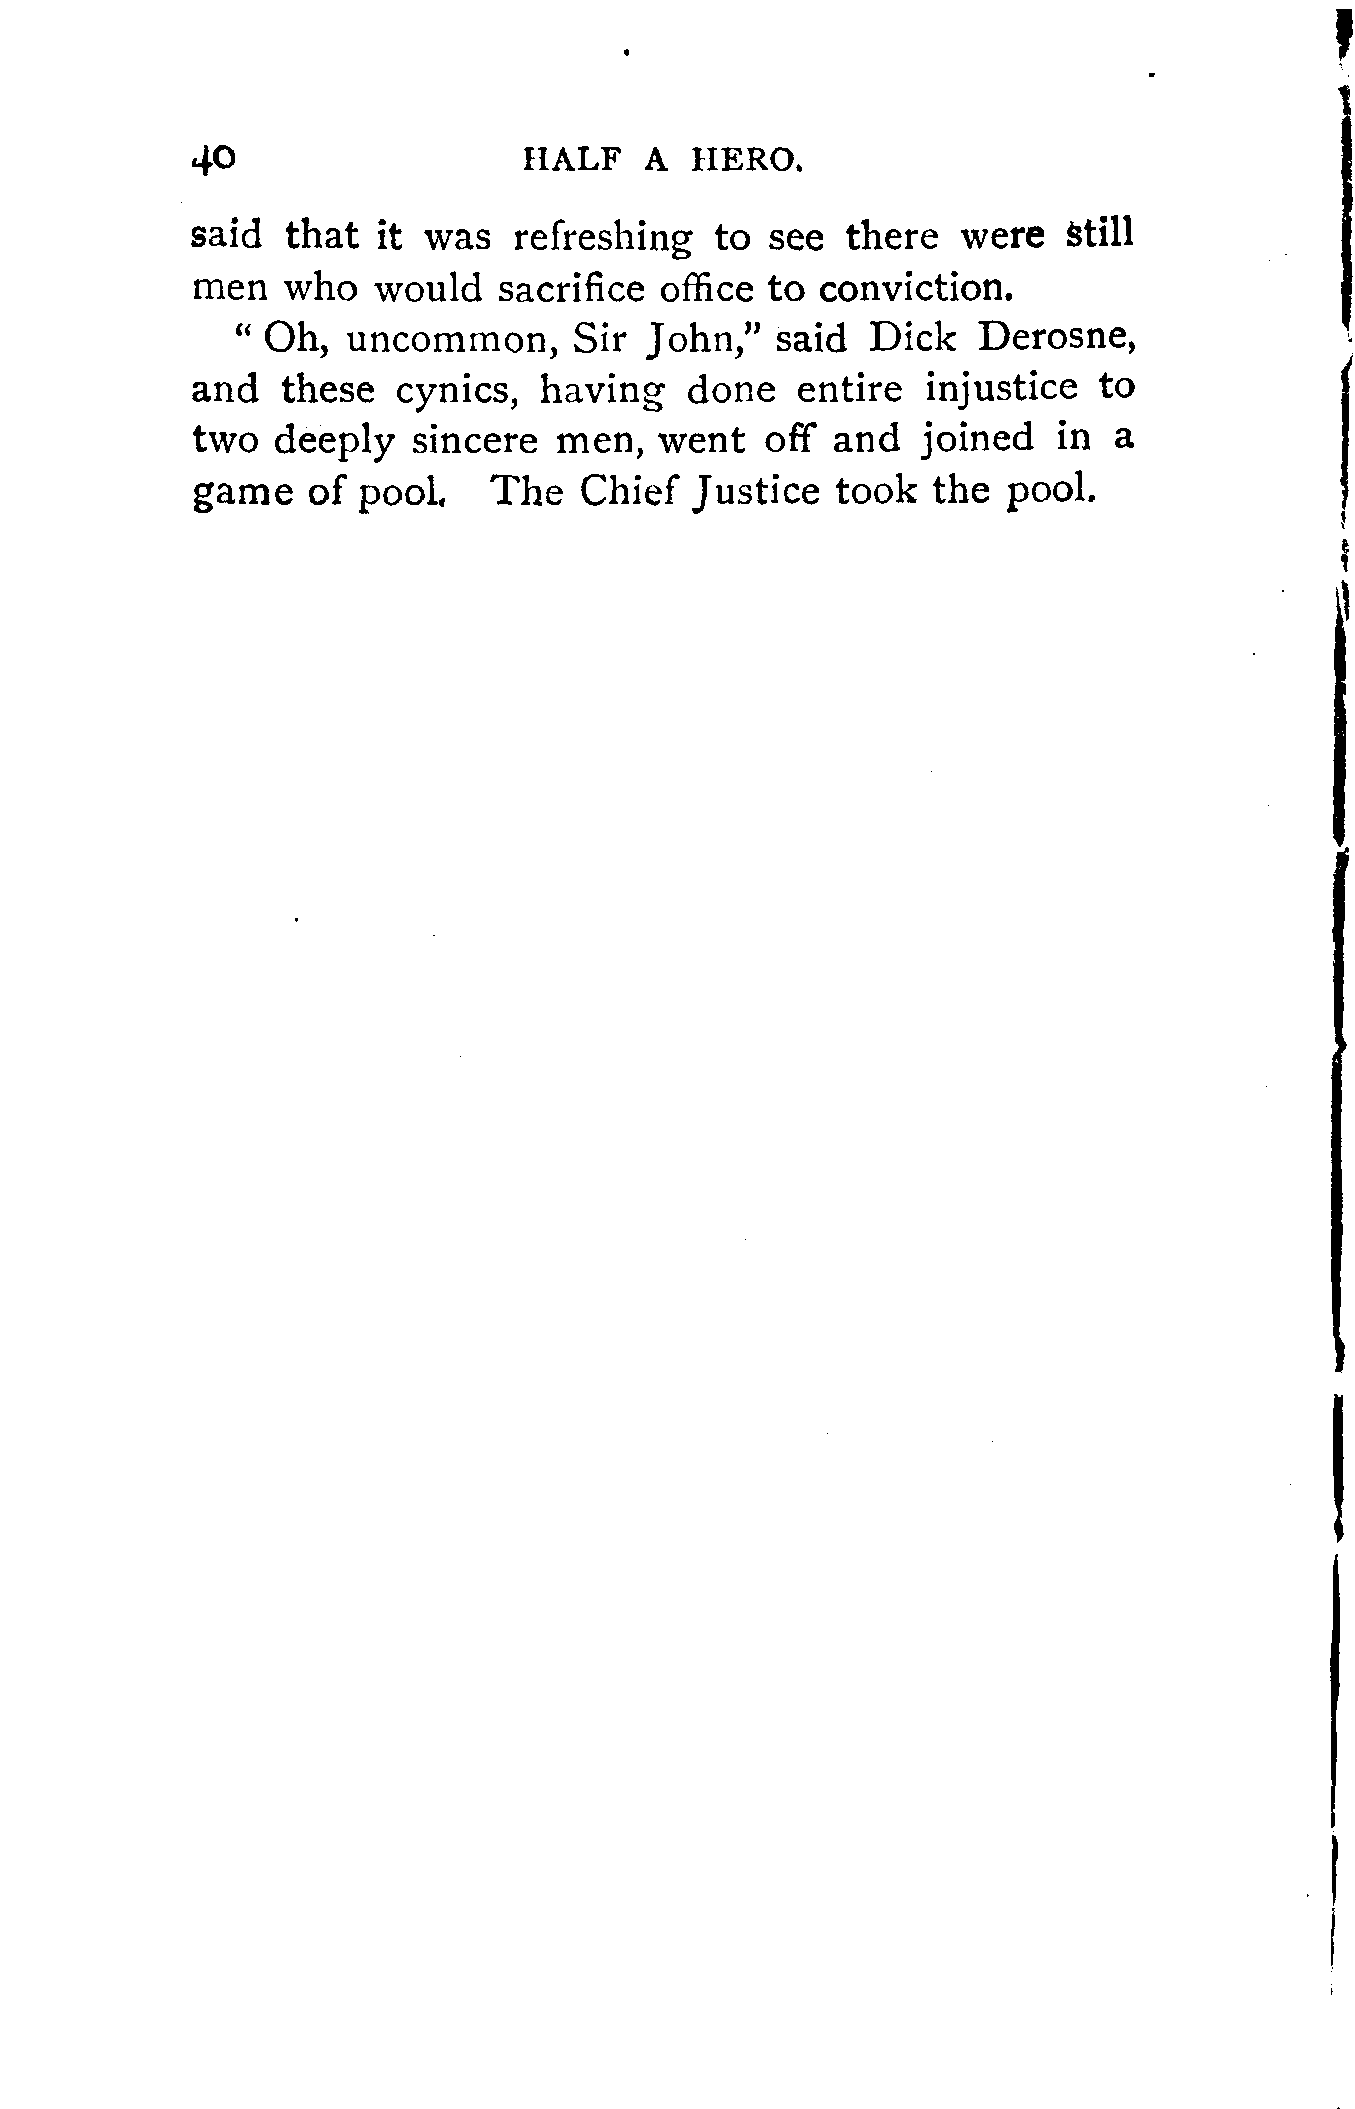 40 HALF A HERO.
said that it was refreshing to see there were still
men who would sacrifice office to conviction.
“ Oh, uncommon, Sir John,” said Dick Derosne,
and these cynics, having done entire injustice to
two deeply sincere men, went off and joined in a
game of pool. The Chief Justice took the pool.